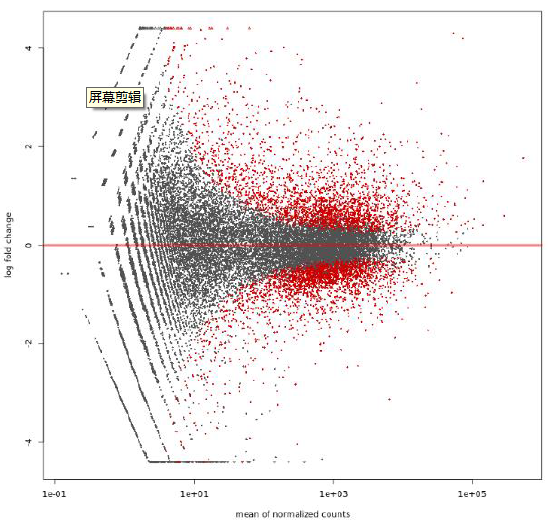 4
屏幕剪辑
2
log fold change
0
-2
-4
1e-01
1e+01
1e+03
1e+05
mean of normalized counts